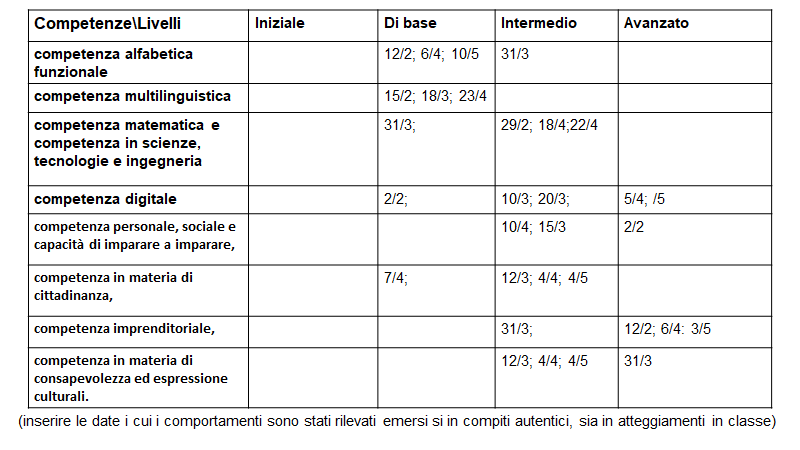 Competenze\Livelli Iniziale Di base Intermedio Avanzato
competenza alfabetica 12/2; 6/4; 10/5 31/3
funzionale
competenza multilinguistica 15/2; 18/3; 23/4
competenza matematica e 31/3; 29/2; 18/4;22/4
competenza in scienze,
tecnologie e ingegneria
competenza digitale 2/2; 10/3; 20/3; 5/4; /5
competenza personale, sociale e 10/4; 15/3 2/2
capacità di imparare a imparare,
competenza in materia di 7/4; 12/3; 4/4; 4/5
cittadinanza,
competenza imprenditoriale, 31/3; 12/2; 6/4: 3/5
competenza in materia di 12/3; 4/4; 4/5 31/3
consapevolezza ed espressione
culturali.
(inserire le date i cui i comportamenti sono stati rilevati emersi si in compiti autentici, sia in atteggiamenti in classe)